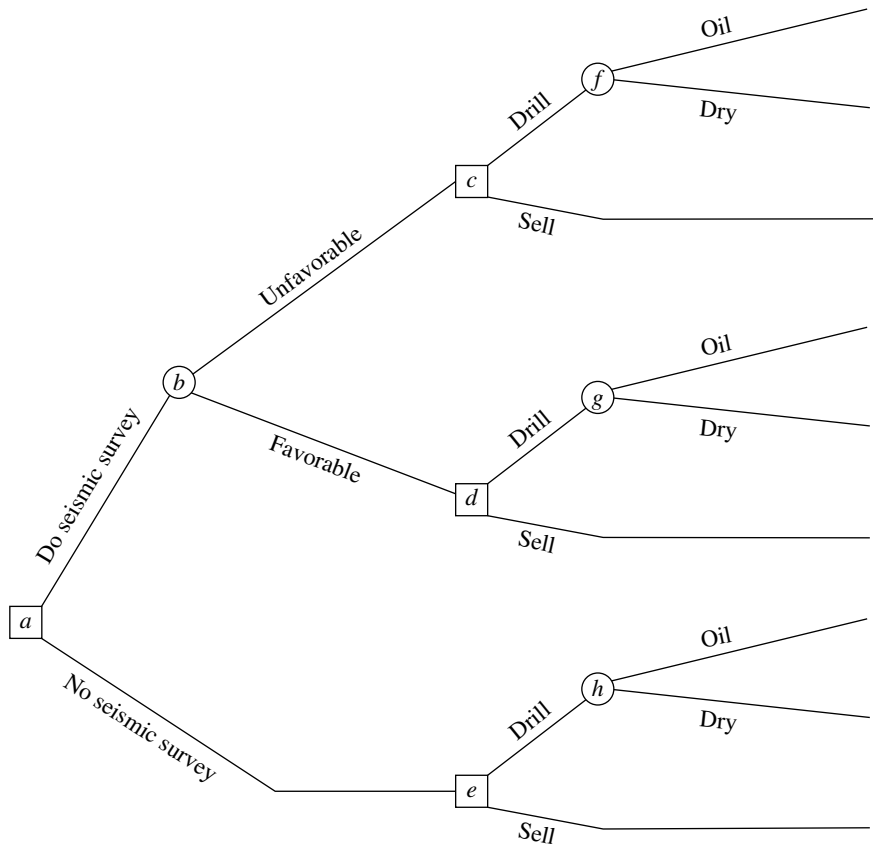 Oil
f
Drill
Dry
c
Sell
Unfavorable
Oil
b
g
Drill
Dry
Favorable
d
Do seismic survey
Sell
a
Oil
h
No seismic survey
Drill
Dry
e
Sell